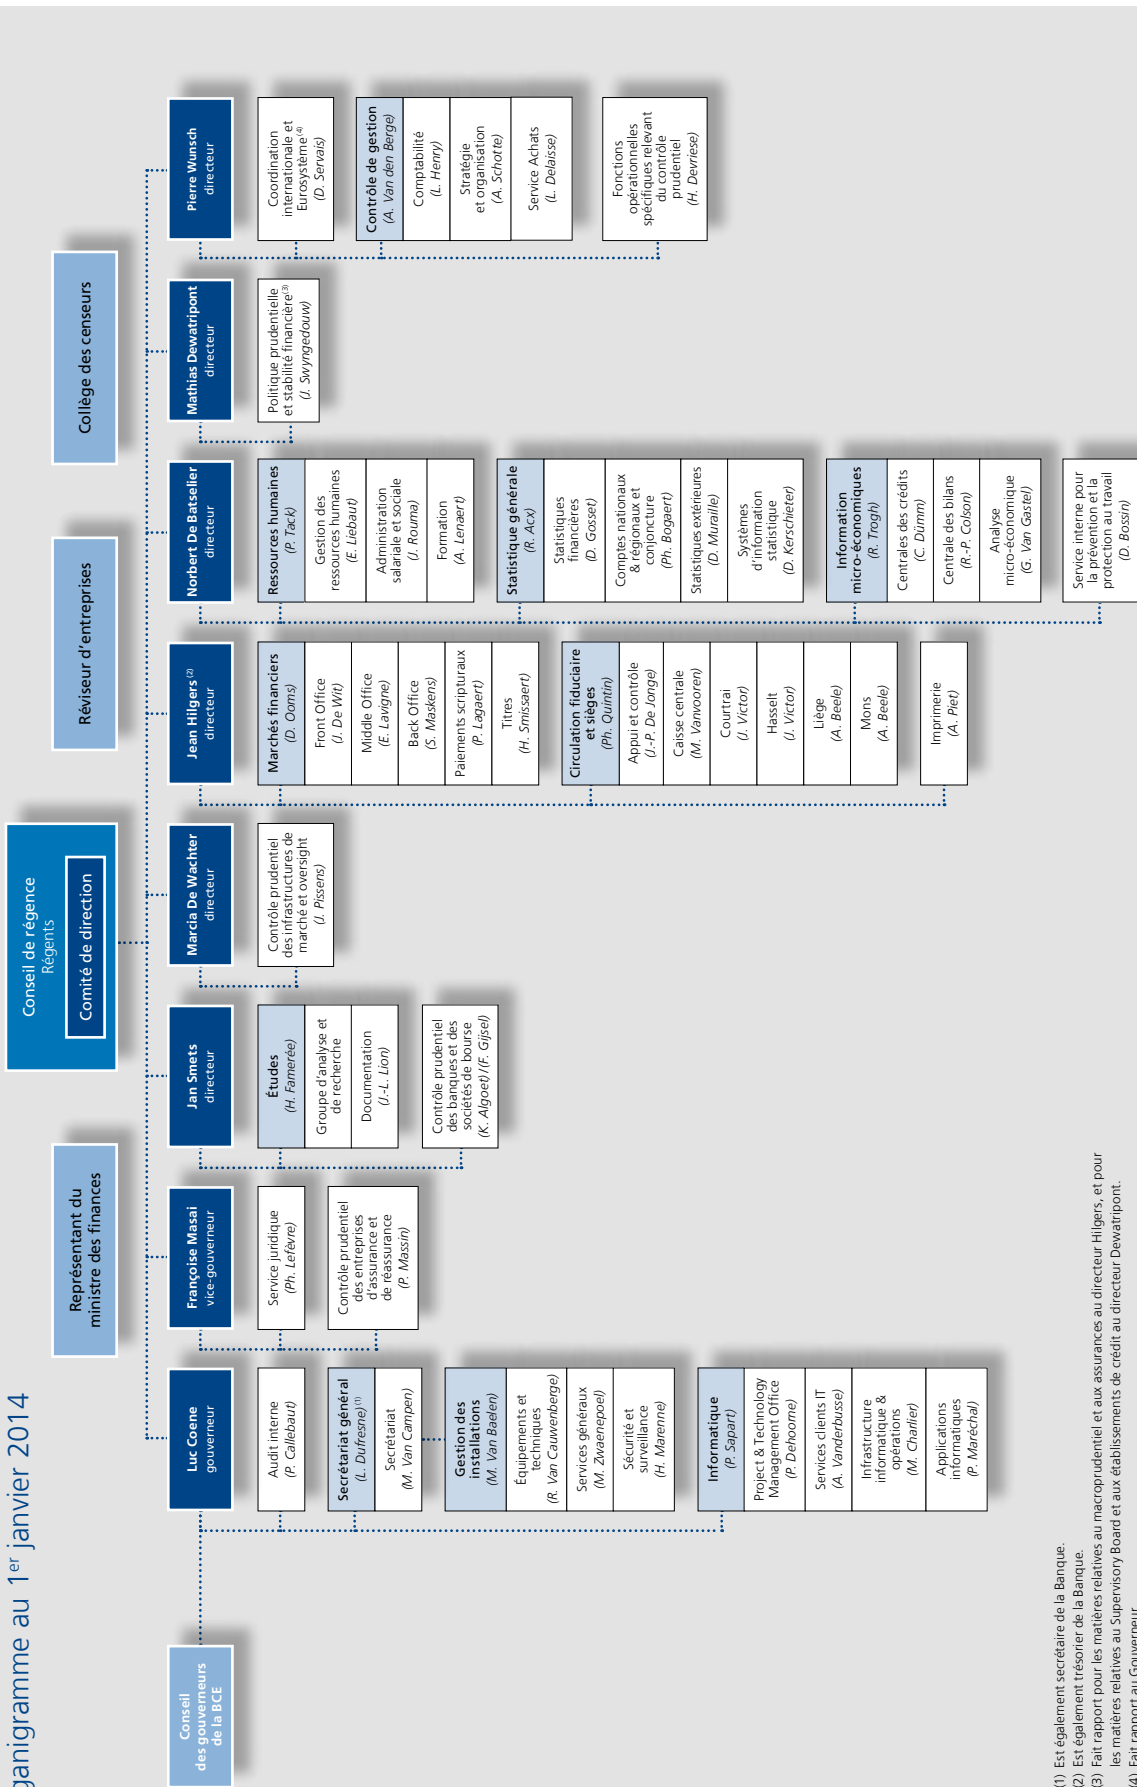 ganigramme au 1er janvier 2014
Conseil de régence
Régents
Comité de direction
Représentant du
ministre des finances
Réviseur d'entreprises
Collège des censeurs
Conseil
des gouverneurs
de la BCE
Luc Coene
gouverneur
Audit interne
(P. Callebaut)
Secrétariat général
(L. Dufresne)(1)
Secrétariat
(M. Van Campen)
Gestion des
installations
(M. Van Baelen)
Équipements et
techniques
(R. Van Cauwenberge)
Services généraux
(M. Zwaenepoel)
Sécurité et
surveillance
(H. Marenne)
Informatique
(P. Sapart)
Project & Technology
Management Office
(P. Dehoorne)
Services clients IT
(A. Vanderbusse)
Infrastructure
informatique &
opérations
(M. Charlier)
Applications
informatiques
(P. Maréchal)
Françoise Masai
vice-gouverneur
Service juridique
(Ph. Lefèvre)
Contrôle prudentiel
des entreprises
d'assurance et
de réassurance
(P. Massin)
Jan Smets
directeur
Études
(H. Famerée)
Groupe d'analyse et
de recherche
Documentation
(J.-L. Lion)
Contrôle prudentiel
des banques et des
sociétés de bourse
(K. Algoet) / (F. Gijsel)
Marcia De Wachter
directeur
Contrôle prudentiel
des infrastructures de
marché et oversight
(J. Pissens)
Jean Hilgers (2)
directeur
Marchés financiers
(D. Ooms)
Front Office
(J. De Wit)
Middle Office
(E. Lavigne)
Back Office
(S. Maskens)
Paiements scripturaux
(P. Lagaert)
Titres
(H. Smissaert)
Circulation fiduciaire
et sièges
(Ph. Quintin)
Appui et contrôle
(J.-P. De Jonge)
Caisse centrale
(M. Vanvooren)
Courtrai
(J. Victor)
Hasselt
(J. Victor)
Liège
(A. Beele)
Mons
(A. Beele)
Imprimerie
(A. Piet)
Norbert De Batselier
directeur
Ressources humaines
(P. Tack)
Gestion des
ressources humaines
(E. Liebaut)
Administration
salariale et sociale
(J. Rouma)
Formation
(A. Lenaert)
Statistique générale
(R. Acx)
Statistiques
financières
(D. Gosset)
Comptes nationaux
& régionaux et
conjoncture
(Ph. Bogaert)
Statistiques extérieures
(D. Muraille)
Systèmes
d'information
statistique
(D. Kerschieter)
Information
micro-économiques
(R. Trogh)
Centrales des crédits
(C. Dümm)
Centrale des bilans
(R.-P. Colson)
Analyse
micro-économique
(G. Van Gastel)
Service interne pour
la prévention et la
protection au travail
(D. Bossin)
Mathias Dewatripont
directeur
Politique prudentielle
et stabilité financière(3)
(J. Swyngedouw)
Pierre Wunsch
directeur
Coordination
internationale et
Eurosystème(4)
(D. Servais)
Contrôle de gestion
(A. Van den Berge)
Comptabilité
(L. Henry)
Stratégie
et organisation
(A. Schotte)
Service Achats
(L. Delaisse)
Fonctions
opérationnelles
spécifiques relevant
du contrôle
prudentiel
(H. Devriese)
(1) Est également secrétaire de la Banque.
(2) Est également trésorier de la Banque.
(3) Fait rapport pour les matières relatives au macroprudentiel et aux assurances au directeur Hilgers, et pour
les matières relatives au Supervisory Board et aux établissements de crédit au directeur Dewatripont.
(4) Fait rapport au Gouverneur.